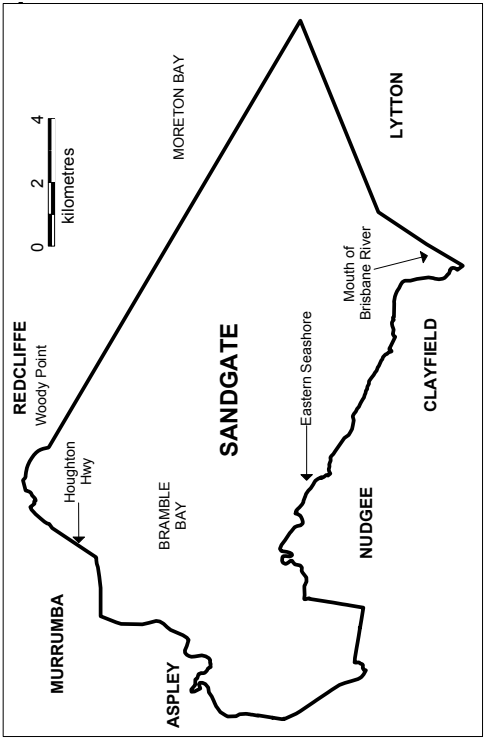 REDCLIFFE
Woody Point
Houghton
Hwy
MURRUMBA
BRAMBLE
BAY
ASPLEY
MORETON BAY
0 2 4
kilometres
SANDGATE
LYTTON
Mouth of
Brisbane River
Eastern Seashore
CLAYFIELD
NUDGEE